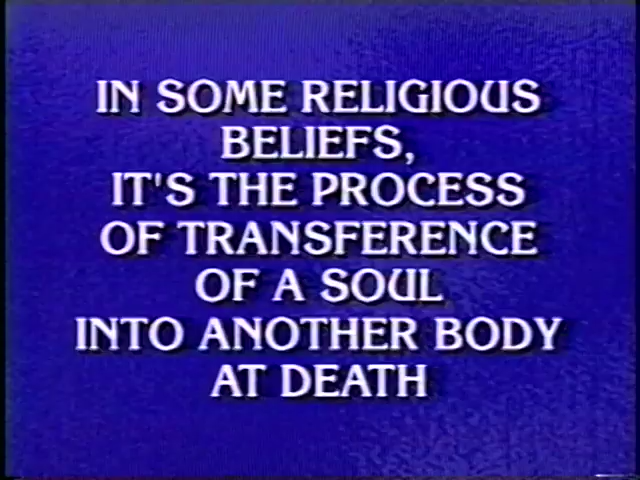 IN SOME RELIGIOUS
BELIEFS,
IT'S THE PROCESS
OF TRANSFERENCE
OF A SOUL
INTO ANOTHER BODY
AT DEATH